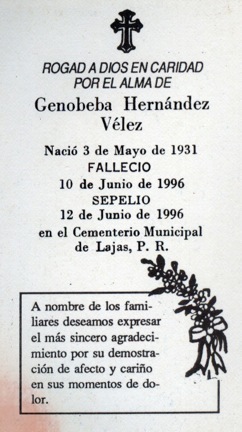 ROGAD A DIOS EN CARIDAD
POR EL ALMA DE
Genobeba Hernández
Vélez
Nació 3 de Mayo de 1931
FALLECIO
10 de Junio de 1996
SEPELIO
12 de Junio de 1996
en el Cementerio Municipal
de Lajas, P. R.
A nombre de los fami-
liares deseamos expresar
el más sincero agradeci-
miento por su demostra-
ción de afecto y cariño
en sus momentos de do-
lor.